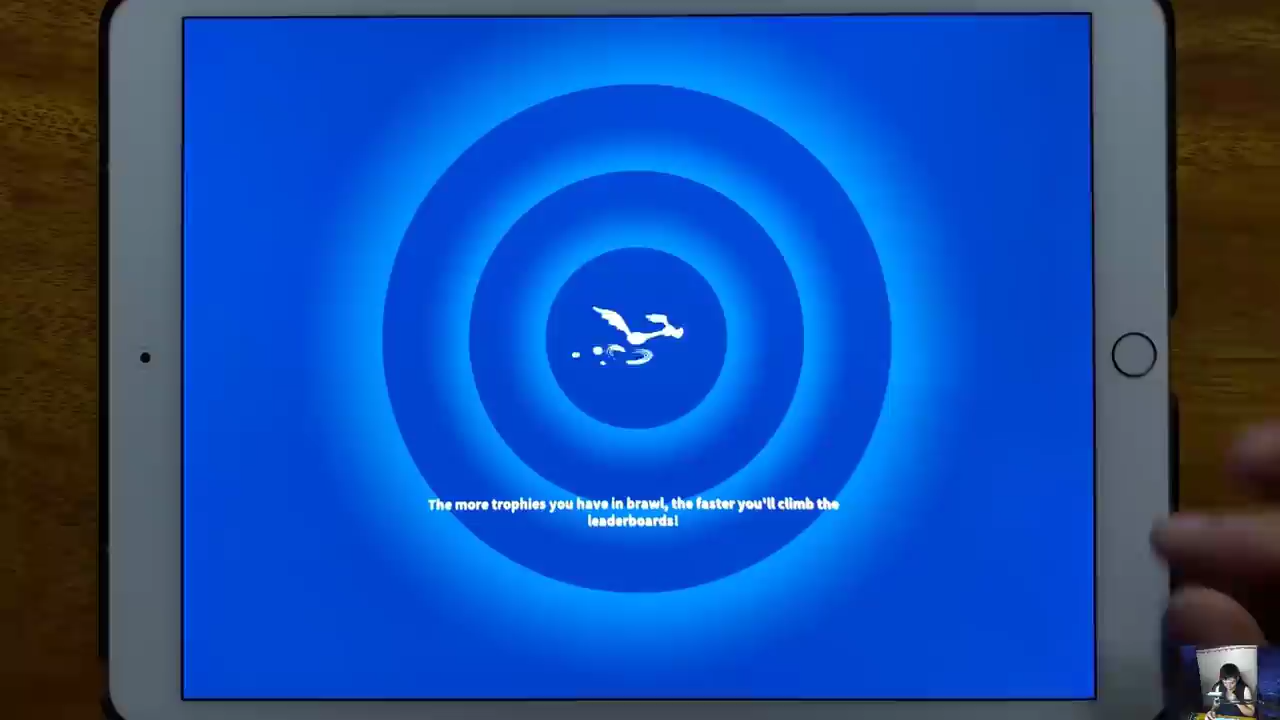 The more trophies you have in brawl, the faster you'll climb the
leaderboards!